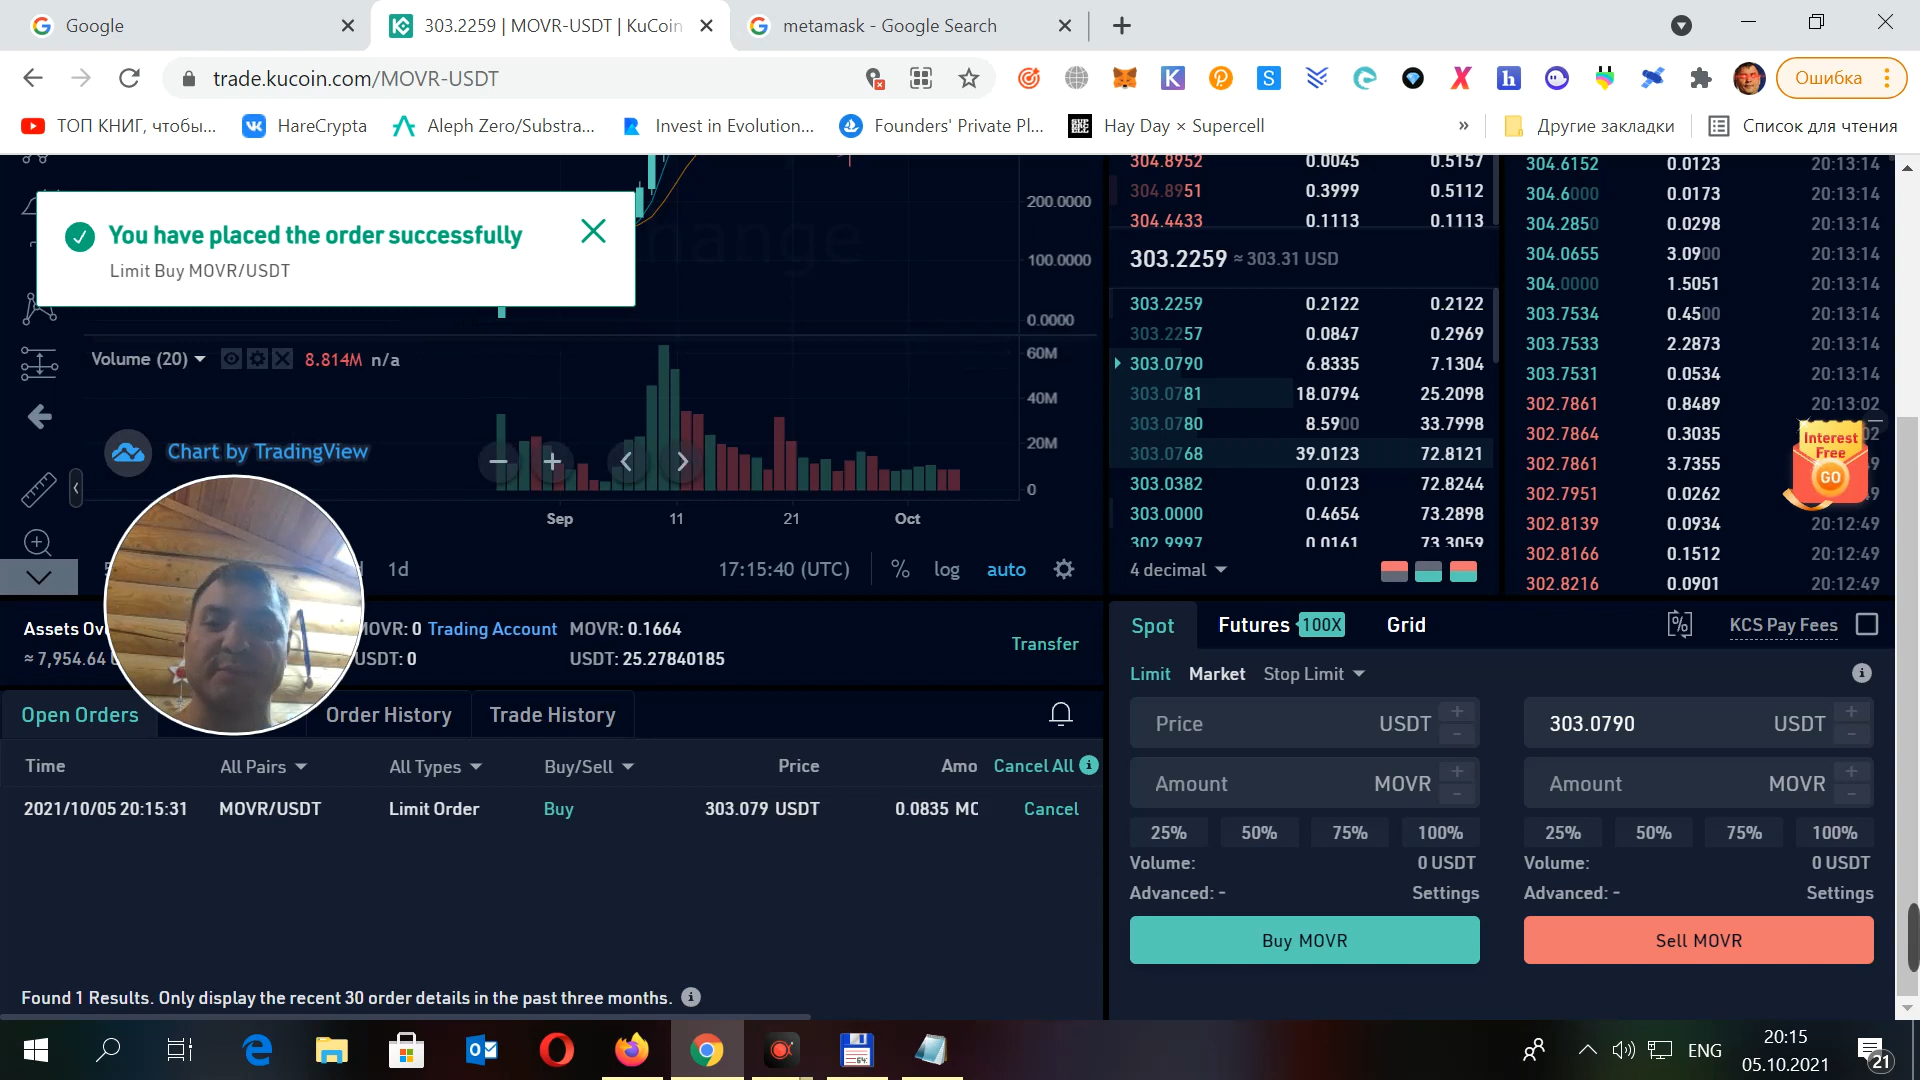 Google
303.2259 | MOVR-USDT | KuCoin
metamask - Google Search
trade.kucoin.com/MOVR-USDT
Ошибка
ТОП КНИГ, чтобы...
HareCrypta
Aleph Zero/Substra...
Invest in Evolution...
Founders' Private Pl...
Hay Day × Supercell
»
Другие закладки
Список для чтения
You have placed the order successfully
Limit Buy MOVR/USDT
200.0000
100.0000
0.0000
Volume (20)
8.814M n/a
60M
40M
20M
0
Chart by TradingView
Sep
11
21
Oct
1d
17:15:40 (UTC)
%
log
auto
304.8952 0.0045 0.5157
304.8951 0.3999 0.5112
304.4433 0.1113 0.1113
303.2259 ≈ 303.31 USD
303.2259 0.2122 0.2122
303.2257 0.0847 0.2969
303.0790 6.8335 7.1304
303.0781 18.0794 25.2098
303.0780 8.5900 33.7998
303.0768 39.0123 72.8121
303.0382 0.0123 72.8244
303.0000 0.4654 73.2898
302.9997 0.0161 73.3059
4 decimal
304.6152 0.0123 20:13:14
304.6000 0.0173 20:13:14
304.2850 0.0298 20:13:14
304.0655 3.0900 20:13:14
304.0000 1.5051 20:13:14
303.7534 0.4500 20:13:14
303.7533 2.2873 20:13:14
303.7531 0.0534 20:13:14
302.7861 0.8489 20:13:02
302.7864 0.3035
302.7861 3.7355
302.7951 0.0262
302.8139 0.0934 20:12:49
302.8166 0.1512 20:12:49
302.8216 0.0901 20:12:49
Interest
Free
GO
Assets
MOVR: 0 Trading Account MOVR: 0.1664
≈ 7,954.64
USDT: 0
USDT: 25.27840185
Transfer
Open Orders
Order History
Trade History
Time
All Pairs
All Types
Buy/Sell
Price
Amo
Cancel All
2021/10/05 20:15:31 MOVR/USDT Limit Order Buy 303.079 USDT 0.0835 Cancel
Found 1 Results. Only display the recent 30 order details in the past three months.
Spot
Futures 100X
Grid
KCS Pay Fees
Limit Market Stop Limit
Price USDT
303.0790 USDT
Amount MOVR
Amount MOVR
25% 50% 75% 100%
25% 50% 75% 100%
Volume: 0 USDT
Volume: 0 USDT
Advanced: - Settings
Advanced: - Settings
Buy MOVR
Sell MOVR
ENG
20:15
05.10.2021
21